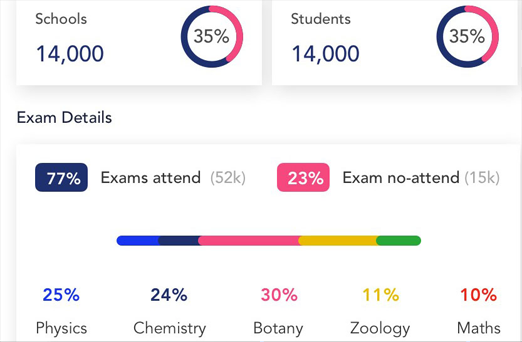 Schools
14,000
35%
Students
14,000
35%
Exam Details
77% Exams attend (52k)
23% Exam no-attend (15k)
25% 24% 30% 11% 10%
Physics Chemistry Botany Zoology Maths